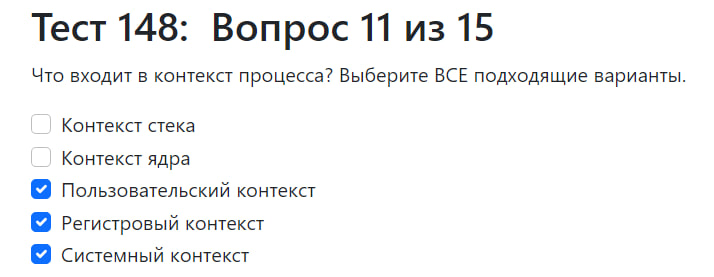 Тест 148: Вопрос 11 из 15
Что входит в контекст процесса? Выберите ВСЕ подходящие варианты.
Контекст стека
Контекст ядра
Пользовательский контекст
Регистровый контекст
Системный контекст